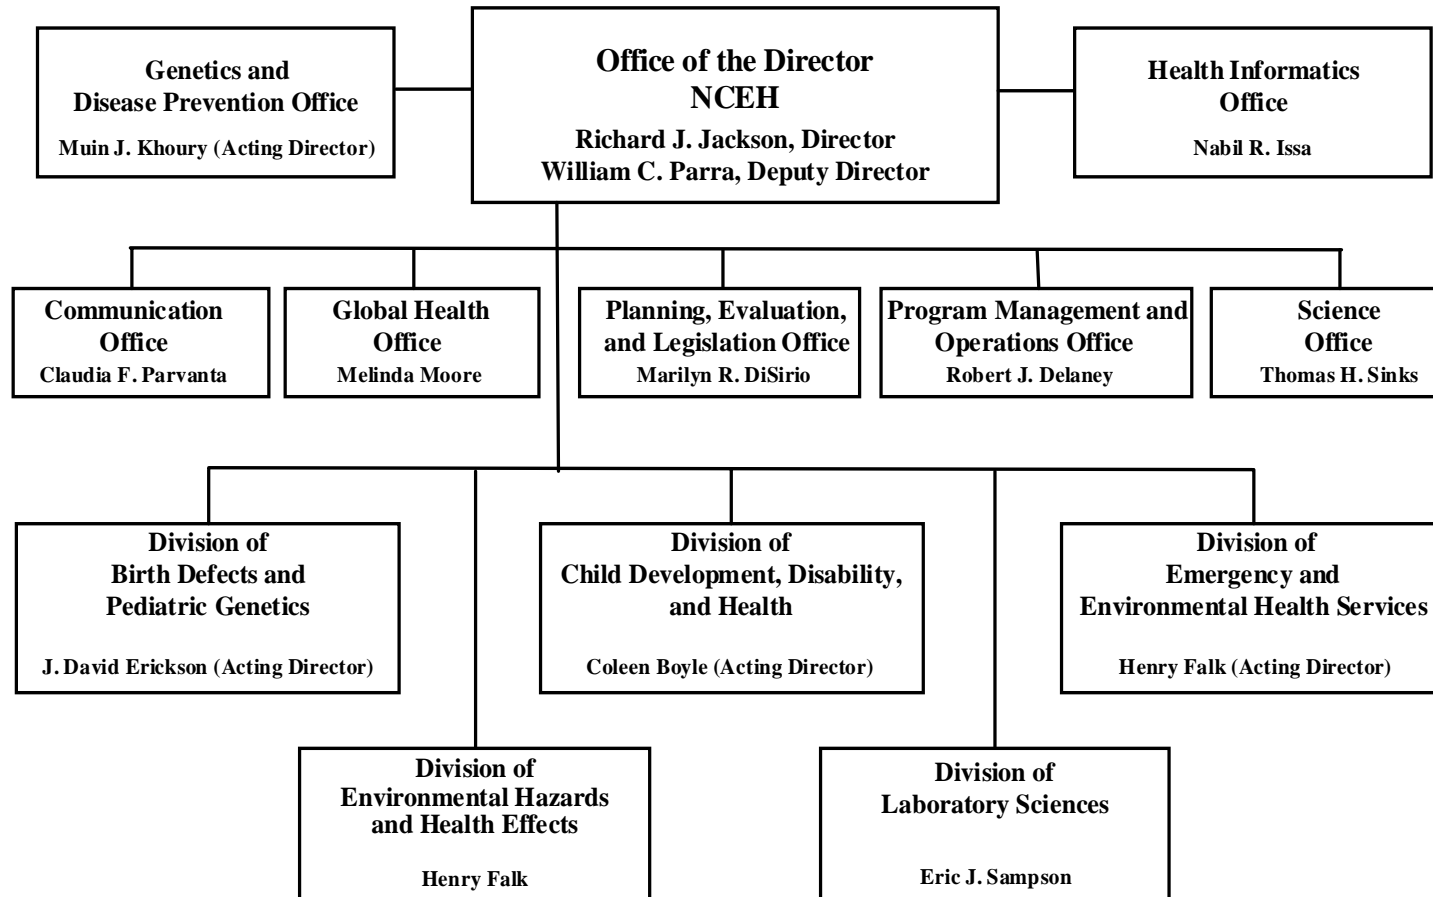 Genetics and
Disease Prevention Office
Muin J. Khoury (Acting Director)
Office of the Director
NCEH
Richard J. Jackson, Director
William C. Parra, Deputy Director
Health Informatics
Office
Nabil R. Issa
Communication
Office
Claudia F. Parvanta
Global Health
Office
Melinda Moore
Planning, Evaluation,
and Legislation Office
Marilyn R. DiSirio
Program Management and
Operations Office
Robert J. Delaney
Science
Office
Thomas H. Sinks
Division of
Birth Defects and
Pediatric Genetics
J. David Erickson (Acting Director)
Division of
Child Development, Disability,
and Health
Coleen Boyle (Acting Director)
Division of
Emergency and
Environmental Health Services
Henry Falk (Acting Director)
Division of
Environmental Hazards
and Health Effects
Henry Falk
Division of
Laboratory Sciences
Eric J. Sampson